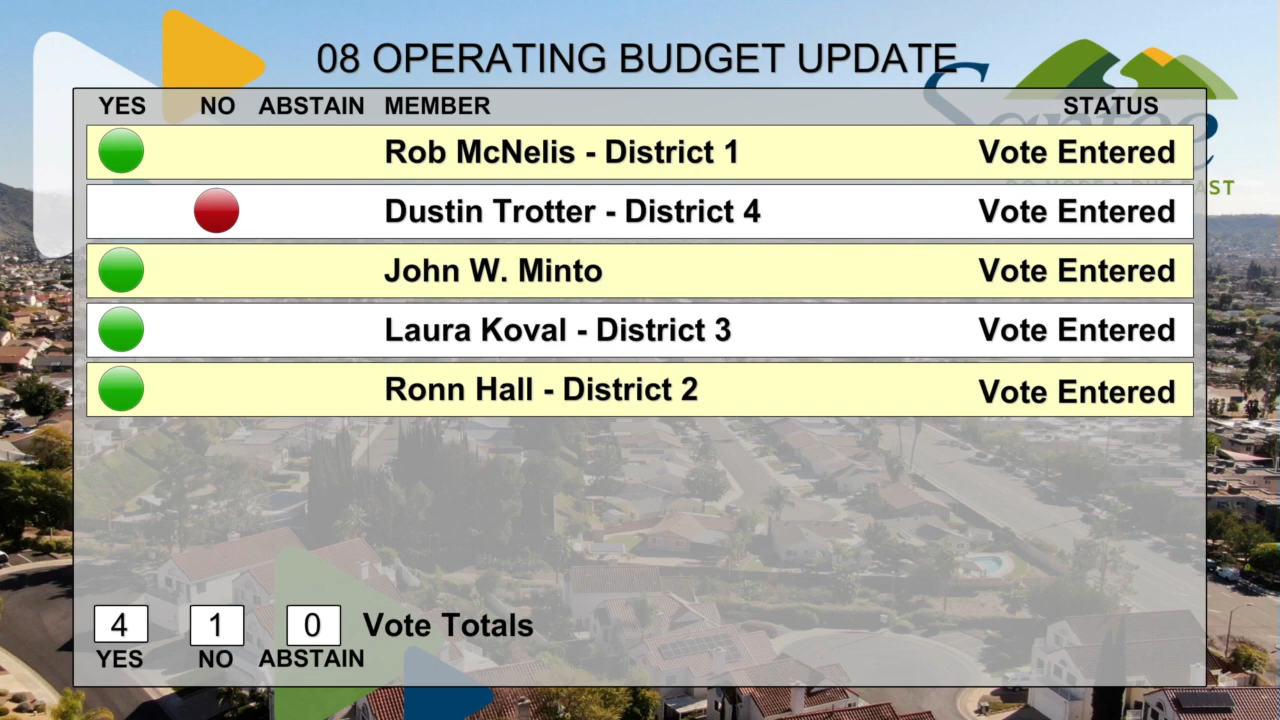 08 OPERATING BUDGET UPDATE
YES NO ABSTAIN MEMBER STATUS
Rob McNelis - District 1 Vote Entered
Dustin Trotter - District 4 Vote Entered
John W. Minto Vote Entered
Laura Koval - District 3 Vote Entered
Ronn Hall - District 2 Vote Entered
4 1 0 Vote Totals
YES NO ABSTAIN
Santee